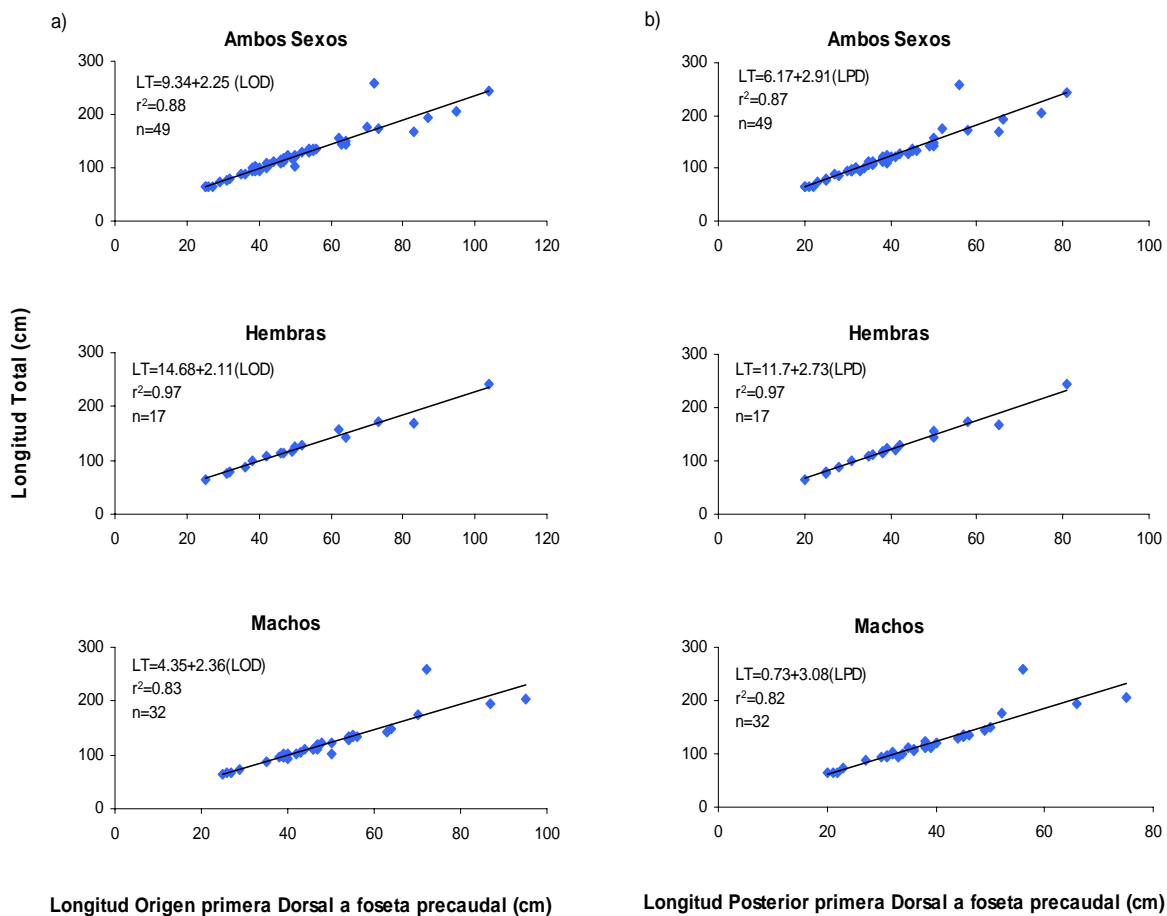 a)
Ambos Sexos
LT=9.34+2.25 (LOD)
r²=0.88
n=49
300
200
100
0
0 20 40 60 80 100 120
b)
Ambos Sexos
LT=6.17+2.91(LPD)
r²=0.87
n=49
300
200
100
0
0 20 40 60 80 100
Longitud Total (cm)
Hembras
LT=14.68+2.11(LOD)
r²=0.97
n=17
300
200
100
0
0 20 40 60 80 100 120
Hembras
LT=11.7+2.73(LPD)
r²=0.97
n=17
300
200
100
0
0 20 40 60 80 100
Machos
LT=4.35+2.36(LOD)
r²=0.83
n=32
300
200
100
0
0 20 40 60 80 100
Machos
LT=0.73+3.08(LPD)
r²=0.82
n=32
300
200
100
0
0 20 40 60 80
Longitud Origen primera Dorsal a foseta precaudal (cm)
Longitud Posterior primera Dorsal a foseta precaudal (cm)